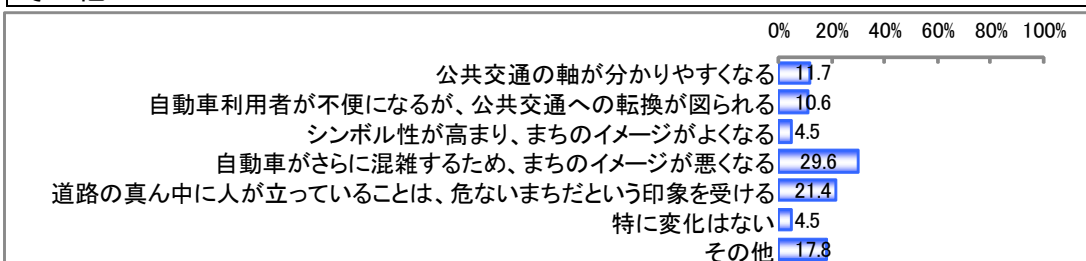 0% 20% 40% 60% 80% 100%
公共交通の軸が分かりやすくなる 11.7
自動車利用者が不便になるが、公共交通への転換が図られる 10.6
シンボル性が高まり、まちのイメージがよくなる 4.5
自動車がさらに混雑するため、まちのイメージが悪くなる 29.6
道路の真ん中に人が立っていることは、危ないまちだという印象を受ける 21.4
特に変化はない 4.5
その他 17.8